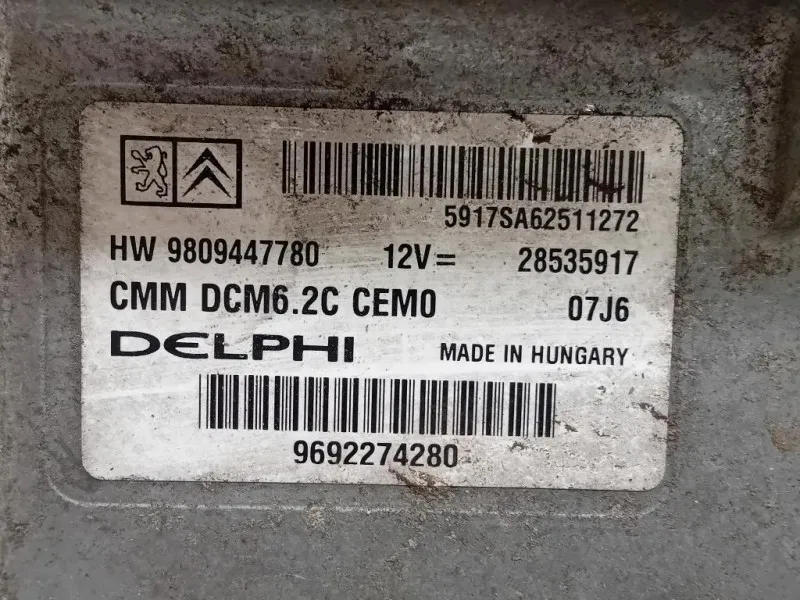 5917SA62511272
HW 9809447780 12V= 28535917
CMM DCM6.2C CEM0 07J6
DELPHI MADE IN HUNGARY
9692274280